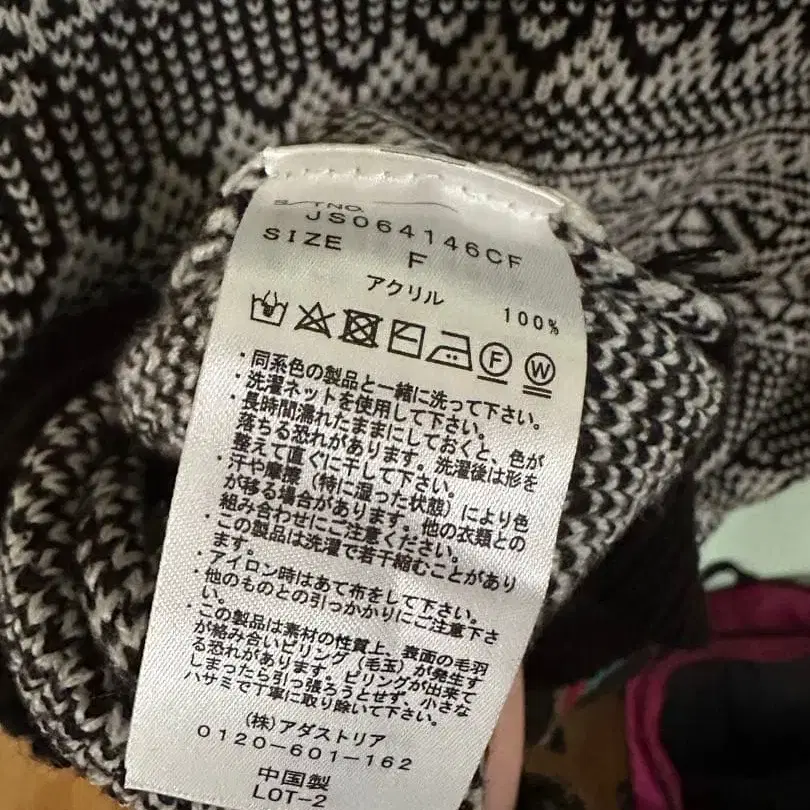 S/TNO.
JS064146CF
SIZE F
アクリル 100%
F W
・同系色の製品と一緒に洗って下さい。
・洗濯ネットを使用して下さい。
・長時間濡れたままにしておくと、色が
落ちる恐れがあります。洗濯後は形を
整えて直ぐに干して下さい。
・汗や摩擦（特に湿った状態）により色
が移る場合があります。他の衣類との
組み合わせにご注意ください。
・この製品は洗濯で若干縮むことがあり
ます。
・アイロン時はあて布をして下さい。
・他のものとの引っかかりにご注意下さ
い。
・この製品は素材の性質上、表面の毛羽
が絡み合いピリング（毛玉）が発生す
る恐れがあります。ピリングが出来て
しまったら引っ張ろうとせず、小さな
ハサミで丁寧に取り除いて下さい。
(株)アダストリア
0120-601-162
中国製
LOT-2